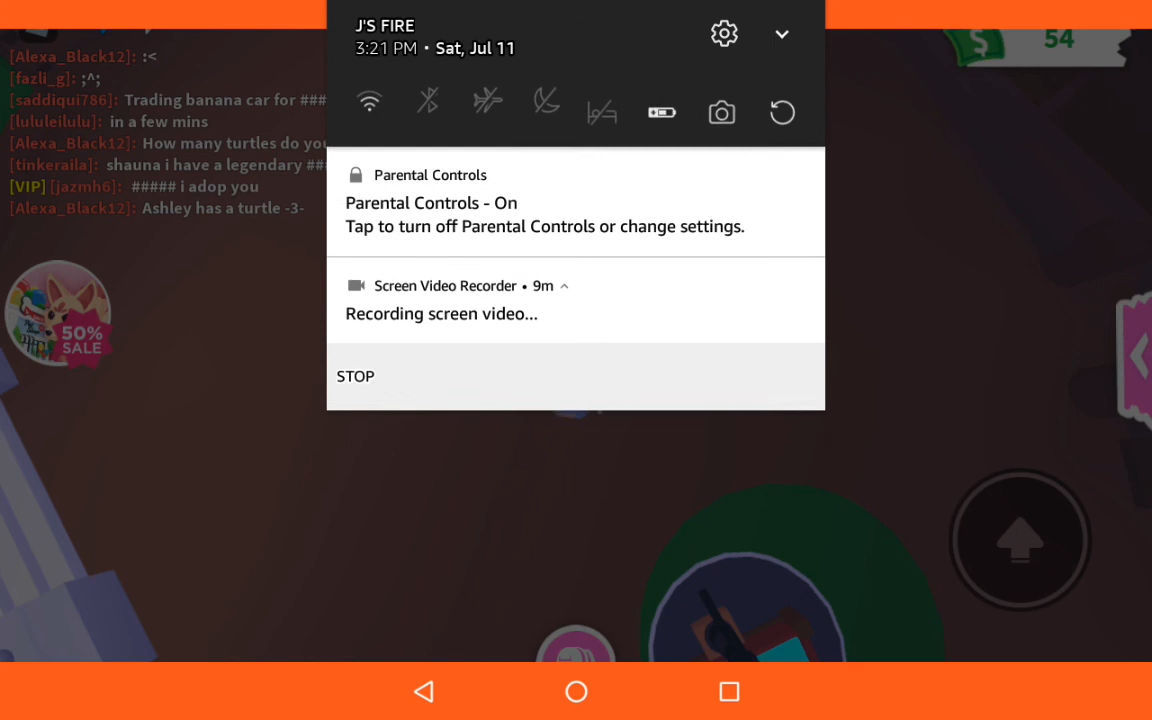 J'S FIRE
3:21 PM • Sat, Jul 11
54
[Alexa_Black12]: :<
[fazli_g]: ;^;
[saddiqui786]: Trading banana car for ###
[lululeilulu]: in a few mins
[Alexa_Black12]: How many turtles do you
[tinkeraila]: shauna i have a legendary ##
[VIP] [jazmh6]: ##### i adop you
[Alexa_Black12]: Ashley has a turtle -3-
Parental Controls
Parental Controls - On
Tap to turn off Parental Controls or change settings.
Screen Video Recorder • 9m
Recording screen video...
STOP
50%
SALE